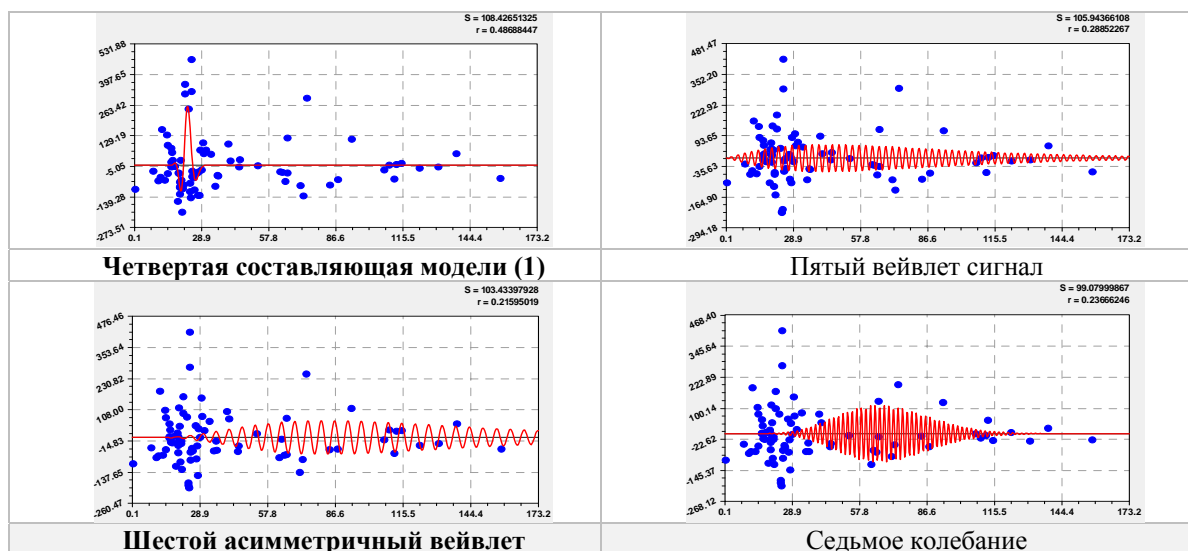 S = 108.42651325
r = 0.48688447
531.88
397.65
263.42
129.19
-5.05
-139.28
-273.51
0.1 28.9 57.8 86.6 115.5 144.4 173.2
S = 105.94366108
r = 0.28852267
481.47
352.20
222.92
93.65
-35.63
-164.90
-294.18
0.1 28.9 57.8 86.6 115.5 144.4 173.2
Четвертая составляющая модели (1)
Пятый вейвлет сигнал
S = 103.43397928
r = 0.21595019
476.46
353.64
230.82
108.00
-14.83
-137.65
-260.47
0.1 28.9 57.8 86.6 115.5 144.4 173.2
S = 99.07999867
r = 0.23666246
468.40
345.64
222.89
100.14
-22.62
-145.37
-268.12
0.1 28.9 57.8 86.6 115.5 144.4 173.2
Шестой асимметричный вейвлет
Седьмое колебание